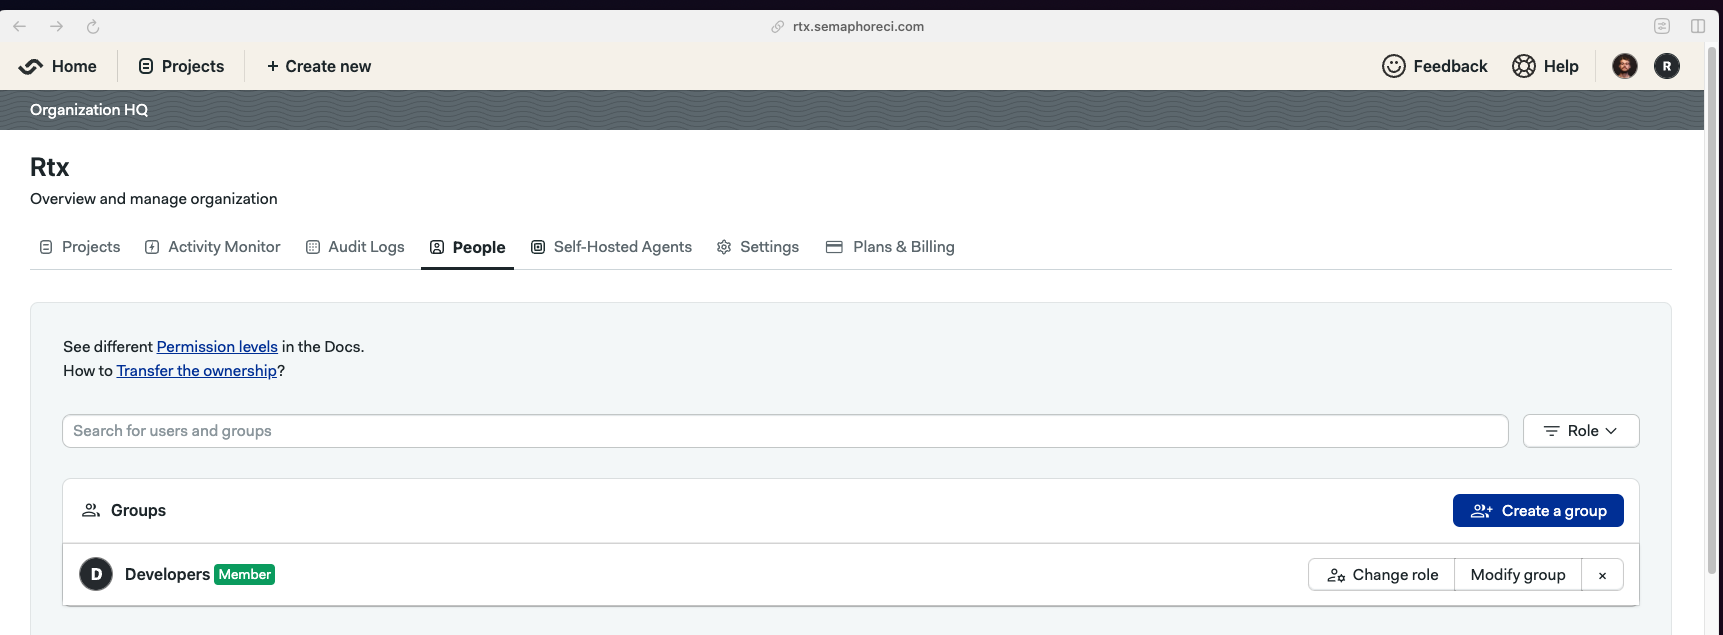 rtx.semaphoreci.com
Home
Projects
+ Create new
Feedback
Help
R
Organization HQ
Rtx
Overview and manage organization
Projects
Activity Monitor
Audit Logs
People
Self-Hosted Agents
Settings
Plans & Billing
See different Permission levels in the Docs.
How to Transfer the ownership?
Search for users and groups
Role
Groups
Create a group
D
Developers Member
Change role
Modify group
×